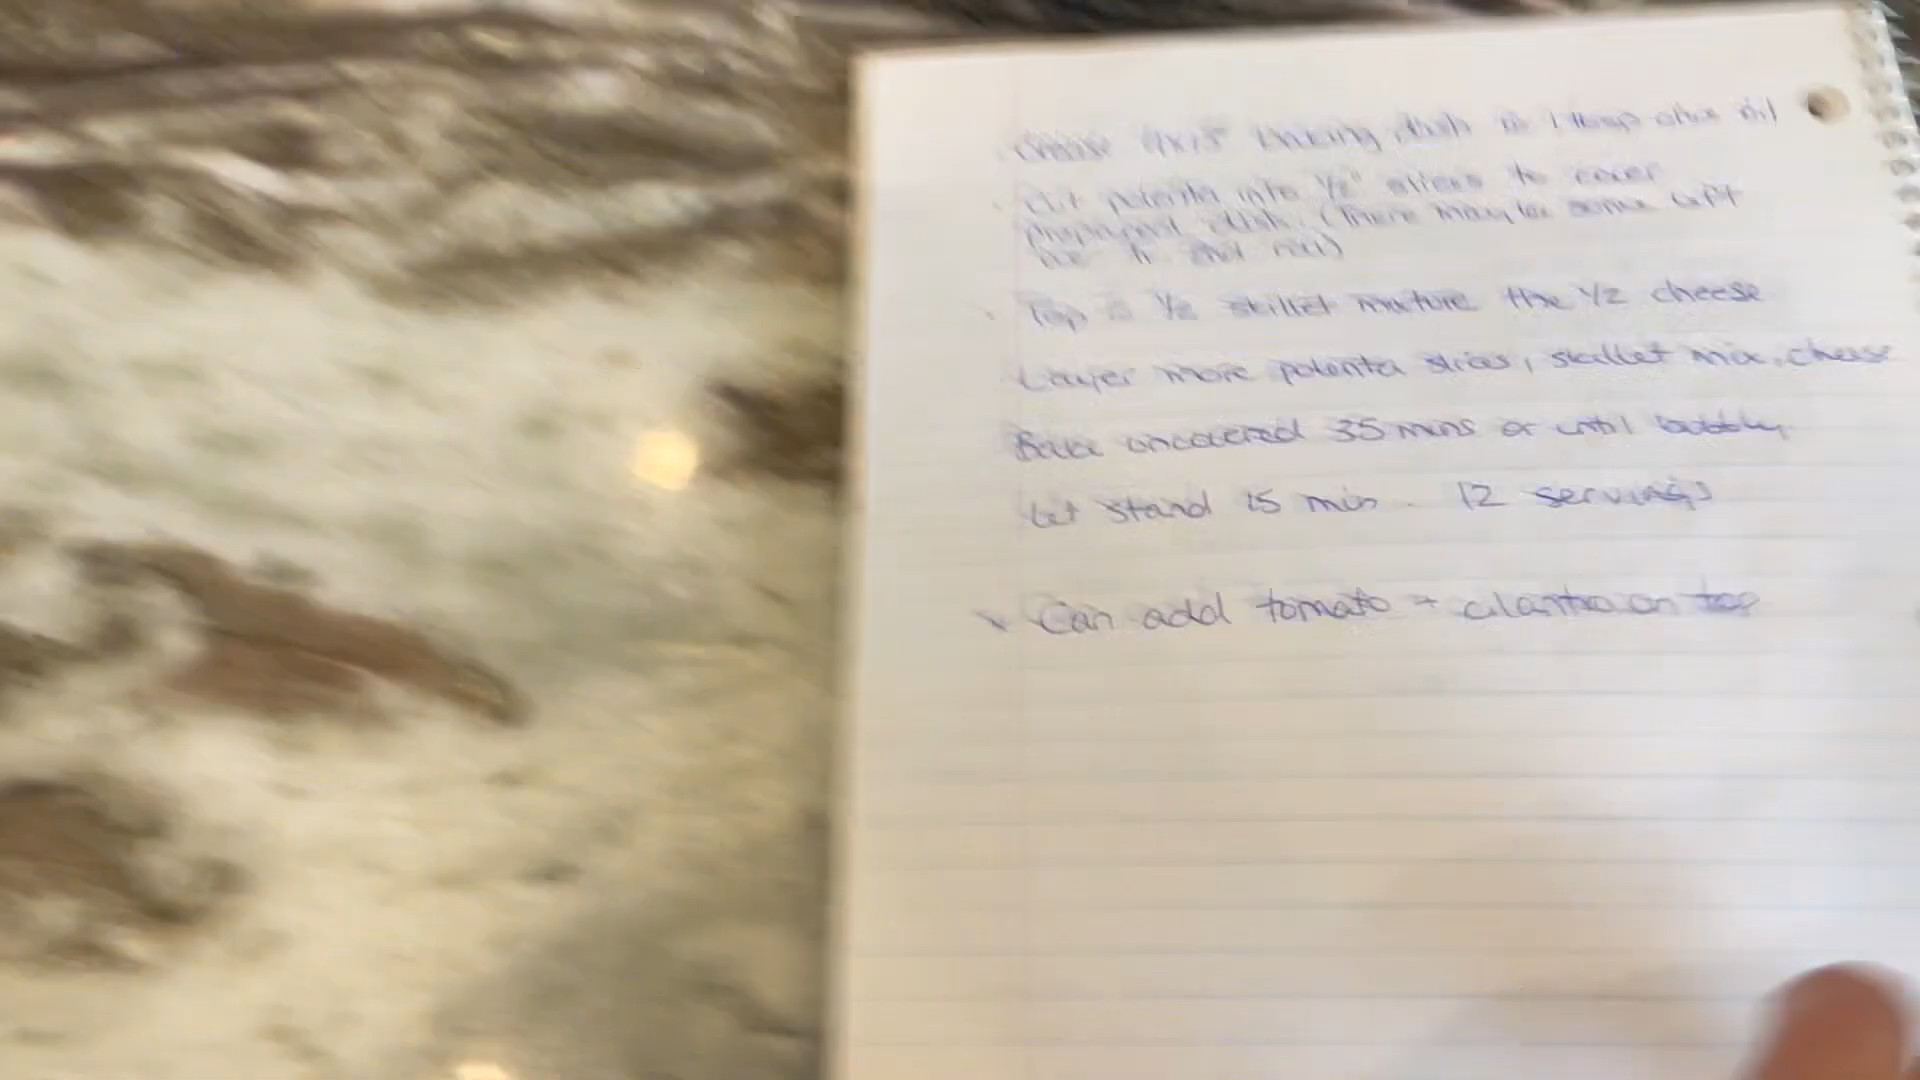 Grease 9x13" baking dish c̄ 1 tbsp olive oil
Cut polenta into 1/2" slices to cover
prepared dish. (There may be some left
Top c̄ 1/2 skillet mixture the 1/2 cheese
Layer more polenta slices, skillet mix, cheese
Bake uncovered 35 mins or until bubbly
Let stand 15 min. 12 servings
* Can add tomato + cilantro on top